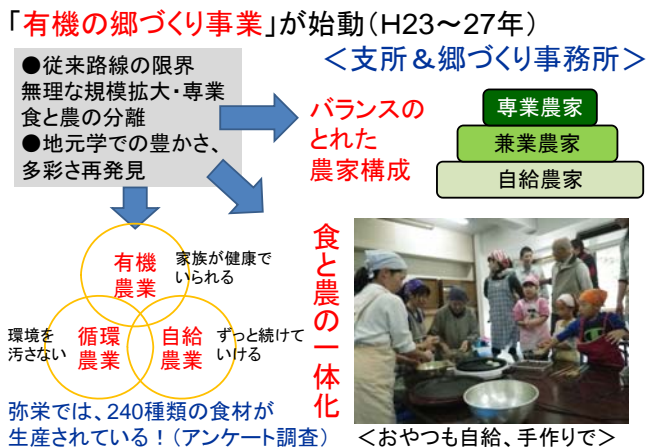 「有機の郷づくり事業」が始動（H23～27年）
＜支所＆郷づくり事務所＞
●従来路線の限界
無理な規模拡大・専業
食と農の分離
●地元学での豊かさ、
多彩さ再発見
バランスの
とれた
農家構成
専業農家
兼業農家
自給農家
有機
農業
家族が健康で
いられる
環境を
汚さない
循環
農業
自給
農業
ずっと続けて
いける
食と農の一体化
弥栄では、240種類の食材が
生産されている！（アンケート調査）
＜おやつも自給、手作りで＞